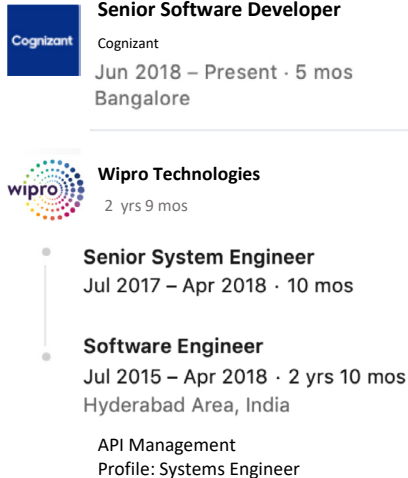 Senior Software Developer
Cognizant
Cognizant
Jun 2018 – Present · 5 mos
Bangalore
wipro
Wipro Technologies
2 yrs 9 mos
Senior System Engineer
Jul 2017 – Apr 2018 · 10 mos
Software Engineer
Jul 2015 – Apr 2018 · 2 yrs 10 mos
Hyderabad Area, India
API Management
Profile: Systems Engineer